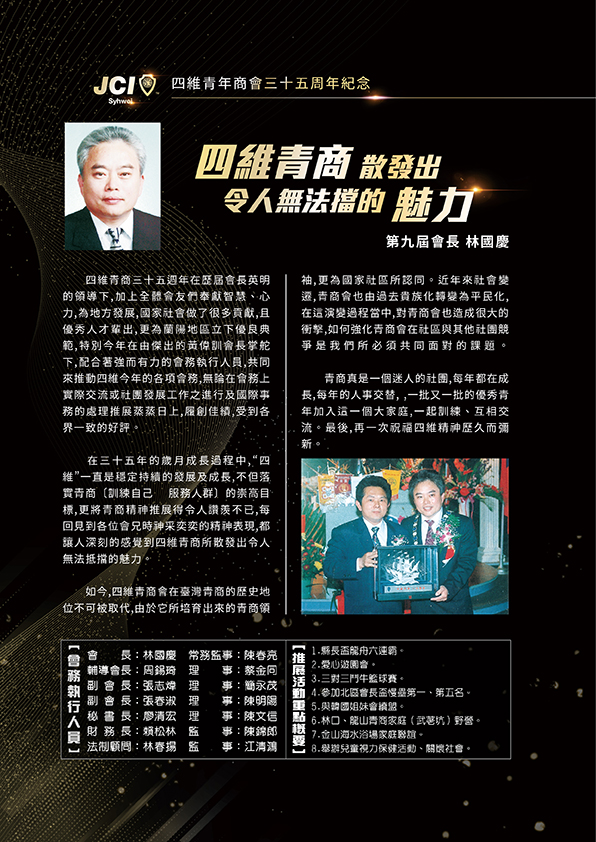 JCI
Syhwei
四維青年商會三十五周年紀念
四維青商 散發出
令人無法擋的 魅力
第九屆會長 林國慶
四維青商三十五週年在歷屆會長英明
的領導下,加上全體會友們奉獻智慧、心
力,為地方發展,國家社會做了很多貢獻,且
優秀人才輩出,更為蘭陽地區立下優良典
範,特別今年在由傑出的黃偉訓會長掌舵
下,配合著強而有力的會務執行人員,共同
來推動四維今年的各項會務,無論在會務上
實際交流或社團發展工作之進行及國際事
務的處理推展蒸蒸日上,履創佳績,受到各
界一致的好評。
在三十五年的歲月成長過程中,“四
維”一直是穩定持續的發展及成長,不但落
實青商〔訓練自己 服務人群〕的崇高目
標,更將青商精神推展得令人讚羨不已,每
回見到各位會兄時神采奕奕的精神表現,都
讓人深刻的感覺到四維青商所散發出令人
無法抵擋的魅力。
如今,四維青商會在臺灣青商的歷史地
位不可被取代,由於它所培育出來的青商領
袖,更為國家社區所認同。近年來社會變
遷,青商會也由過去貴族化轉變為平民化,
在這演變過程當中,對青商會也造成很大的
衝擊,如何強化青商會在社區與其他社團競
爭是我們所必須共同面對的課題。
青商真是一個迷人的社團,每年都在成
長,每年的人事交替, ,一批又一批的優秀青
年加入這一個大家庭,一起訓練、互相交
流。最後,再一次祝福四維精神歷久而彌
新。
【會務執行人員】
會 長：林國慶 常務監事：陳春亮
輔導會長：周錫琦 理 事：蔡金同
副 會 長：張志煒 理 事：簡永茂
副 會 長：張春淑 理 事：陳明陽
秘 書 長：廖清宏 理 事：陳文信
財 務 長：賴松林 監 事：陳錦郎
法制顧問：林春揚 監 事：江清鴻
【推展活動重點概要】
1.縣長盃龍舟六連霸。
2.愛心遊園會。
3.三對三鬥牛籃球賽。
4.參加北區會長盃慢壘第一、第五名。
5.與韓國姐妹會續盟。
6.林口、龍山青商家庭（武荖坑）野營。
7.金山海水浴場家庭聯誼。
8.舉辦兒童視力保健活動、關懷社會。